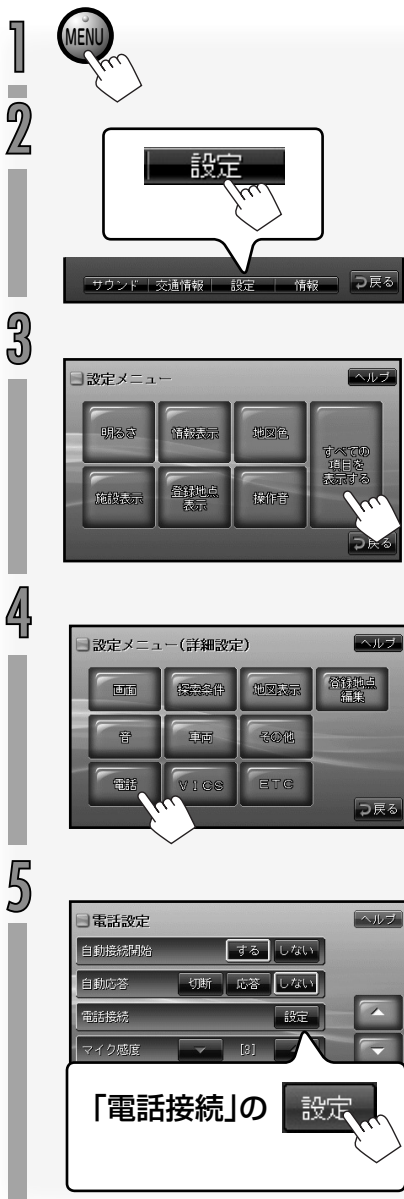 1
MENU
2
設定
サウンド 交通情報 設定 情報 戻る
3
設定メニュー ヘルプ
明るさ 情報表示 地図色 すべての
項目を
表示する
施設表示 登録地点
表示 操作音
戻る
4
設定メニュー(詳細設定) ヘルプ
画面 探索条件 地図表示 登録地点
編集
音 車両 その他
電話 VICS ETC
戻る
5
電話設定 ヘルプ
自動接続開始 する しない
自動応答 切断 応答 しない
電話接続 設定
マイク感度 [3]
「電話接続」の 設定